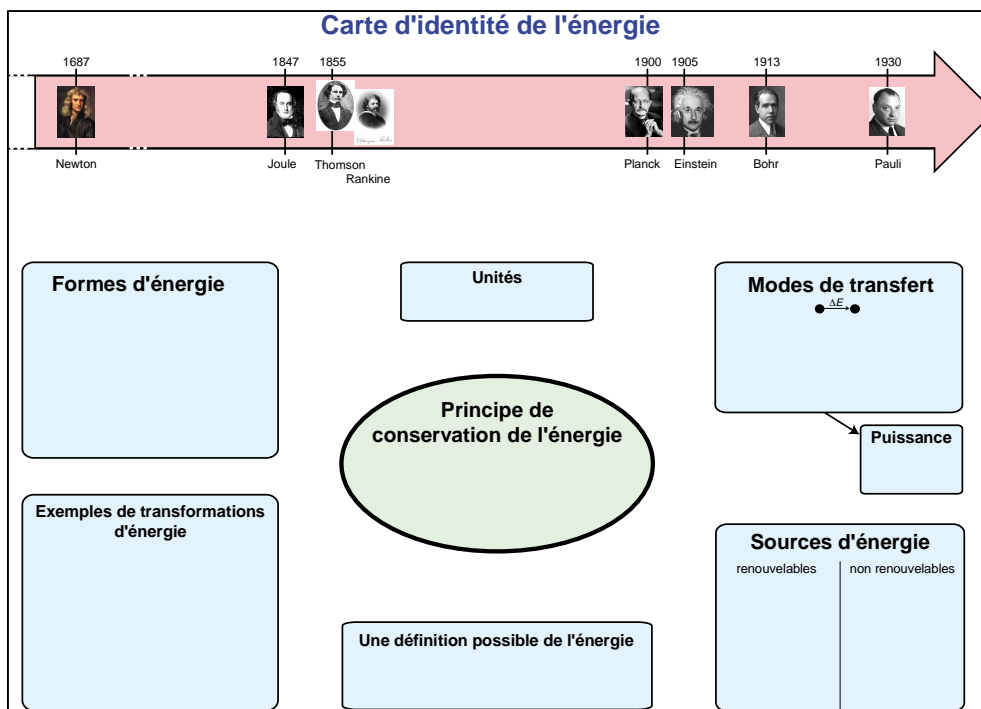 Carte d'identité de l'énergie
1687 1847 1855 1900 1905 1913 1930
Newton Joule Thomson Planck Einstein Bohr Pauli
Rankine
Formes d'énergie
Unités
Modes de transfert
ΔE
Principe de
conservation de l'énergie
Puissance
Exemples de transformations
d'énergie
Sources d'énergie
renouvelables non renouvelables
Une définition possible de l'énergie